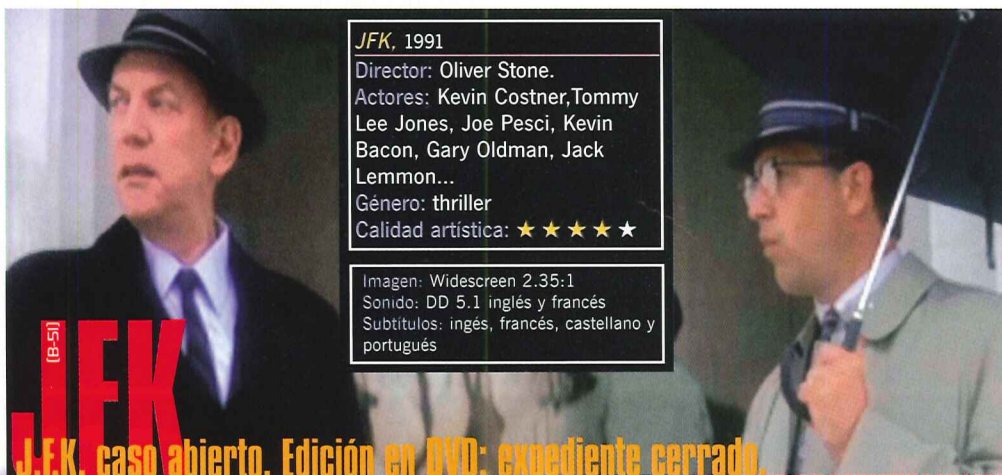 JFK, 1991
Director: Oliver Stone.
Actores: Kevin Costner,Tommy
Lee Jones, Joe Pesci, Kevin
Bacon, Gary Oldman, Jack
Lemmon...
Género: thriller
Calidad artística: ★★★★★
Imagen: Widescreen 2.35:1
Sonido: DD 5.1 inglés y francés
Subtítulos: ingés, francés, castellano y
portugués
(B-51)
JFK
J.F.K. caso abierto. Edición en DVD: expediente cerrado.